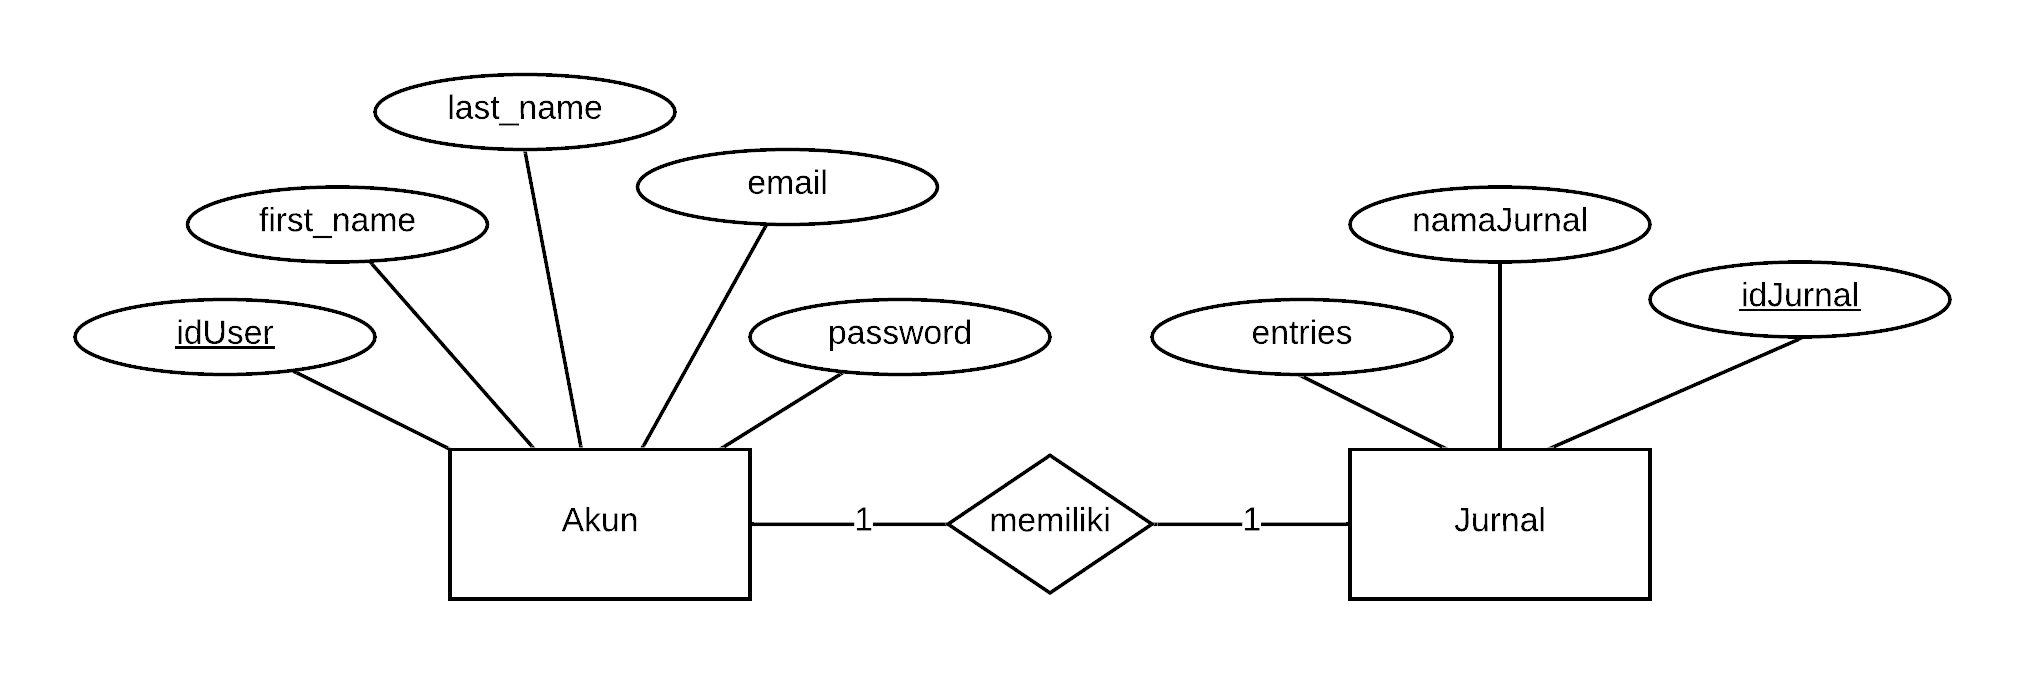 last_name
email
first_name
namaJurnal
idJurnal
idUser
password
entries
Akun
1
memiliki
1
Jurnal